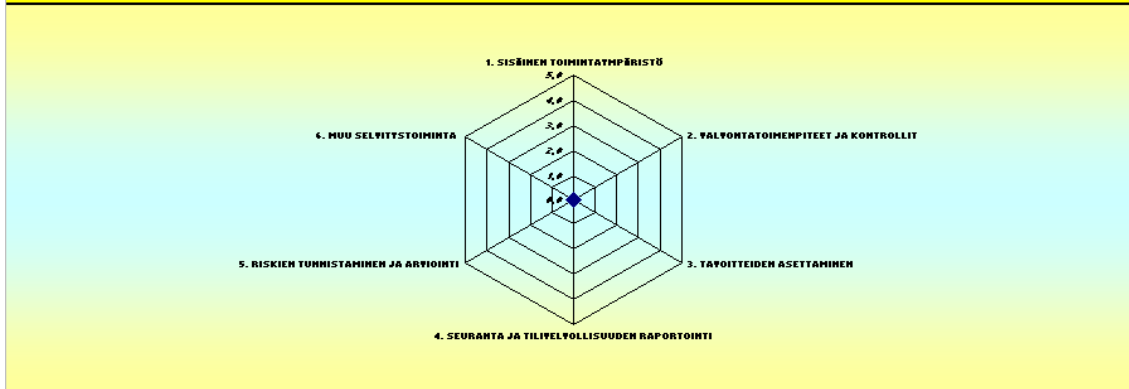 1. SISÄINEN TOIMINTAYMPÄRISTÖ
5,0
4,0
3,0
2,0
1,0
0,0
6. MUU SELVITYSTOIMINTA
2. VALVONTATOIMENPITEET JA KONTROLLIT
5. RISKIEN TUNNISTAMINEN JA ARVIOINTI
3. TAVOITTEIDEN ASETTAMINEN
4. SEURANTA JA TILIVELVOLLISUUDEN RAPORTOINTI